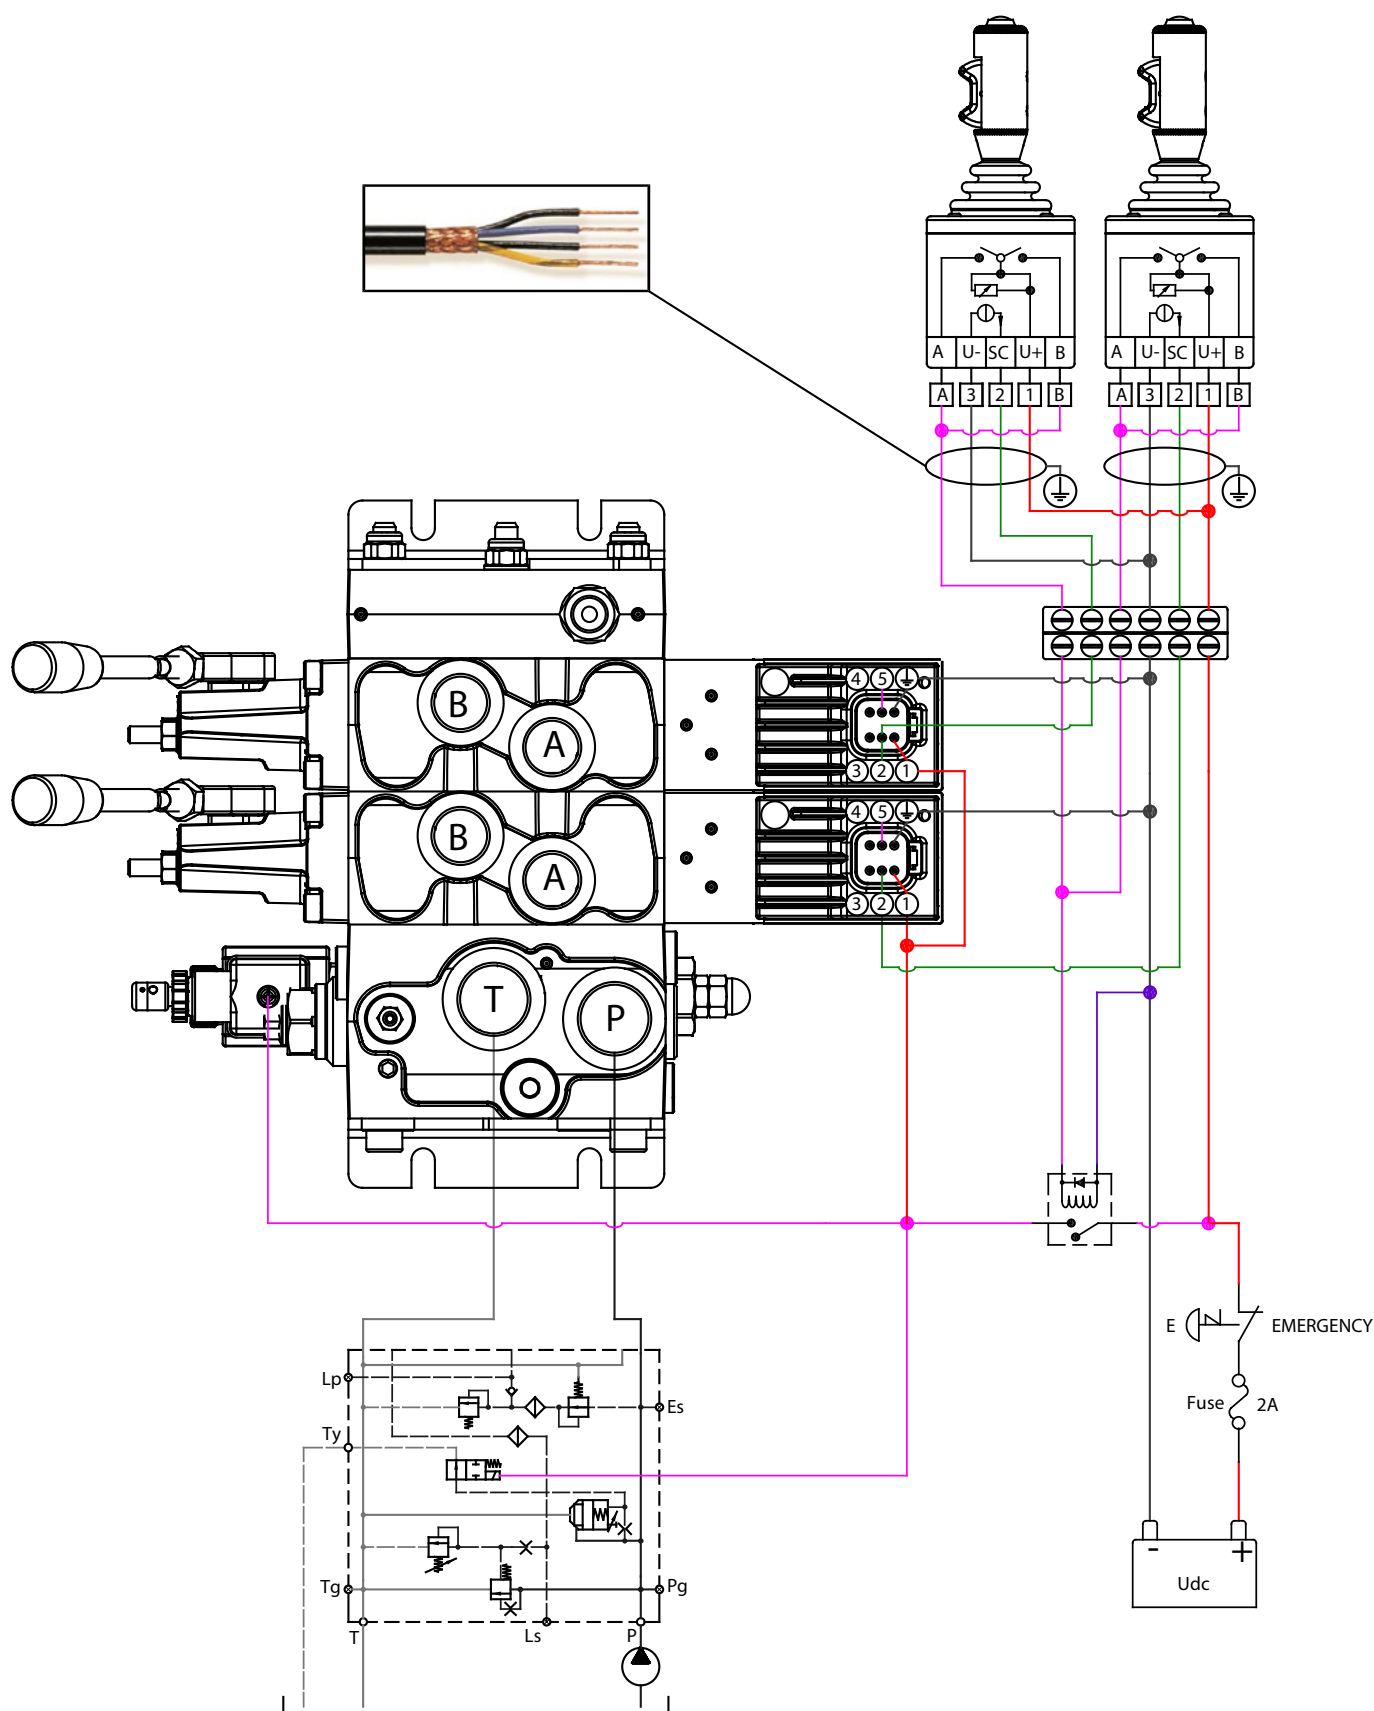 A U- SC U+ B
A U- SC U+ B
A 3 2 1 B
A 3 2 1 B
4 5
B
A
3 2 1
4 5
B
A
3 2 1
T
P
E
EMERGENCY
Lp
Es
Fuse
2A
Ty
- +
Tg
Pg
Udc
T
Ls
P